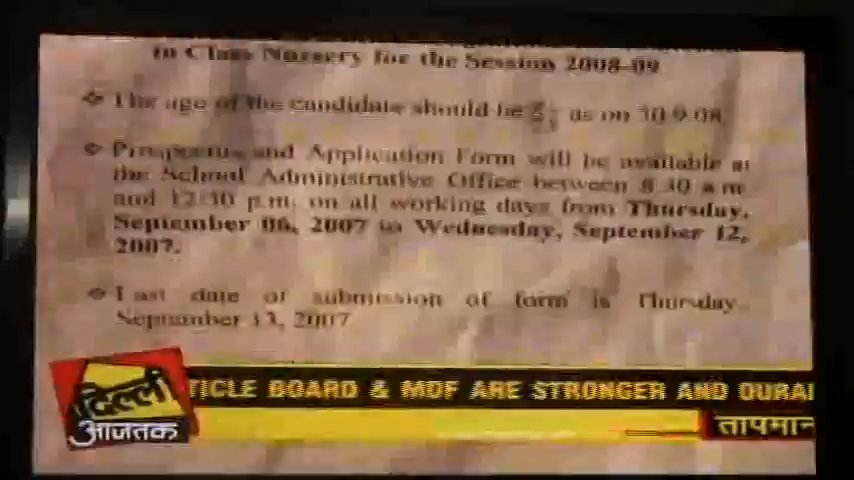 to Class Nursery for the Session 2008-09
The age of the candidate should be as on 30.9.08
Prospectus and Application Form will be available at
the School Administrative Office between 8.30 a.m.
and 12.30 p.m. on all working days from Thursday,
September 06, 2007 to Wednesday, September 12,
2007.
Last date of submission of form is Thursday,
September 13, 2007
TICLE BOARD & MDF ARE STRONGER AND DURAI
दिल्ली
आजतक
तापमान